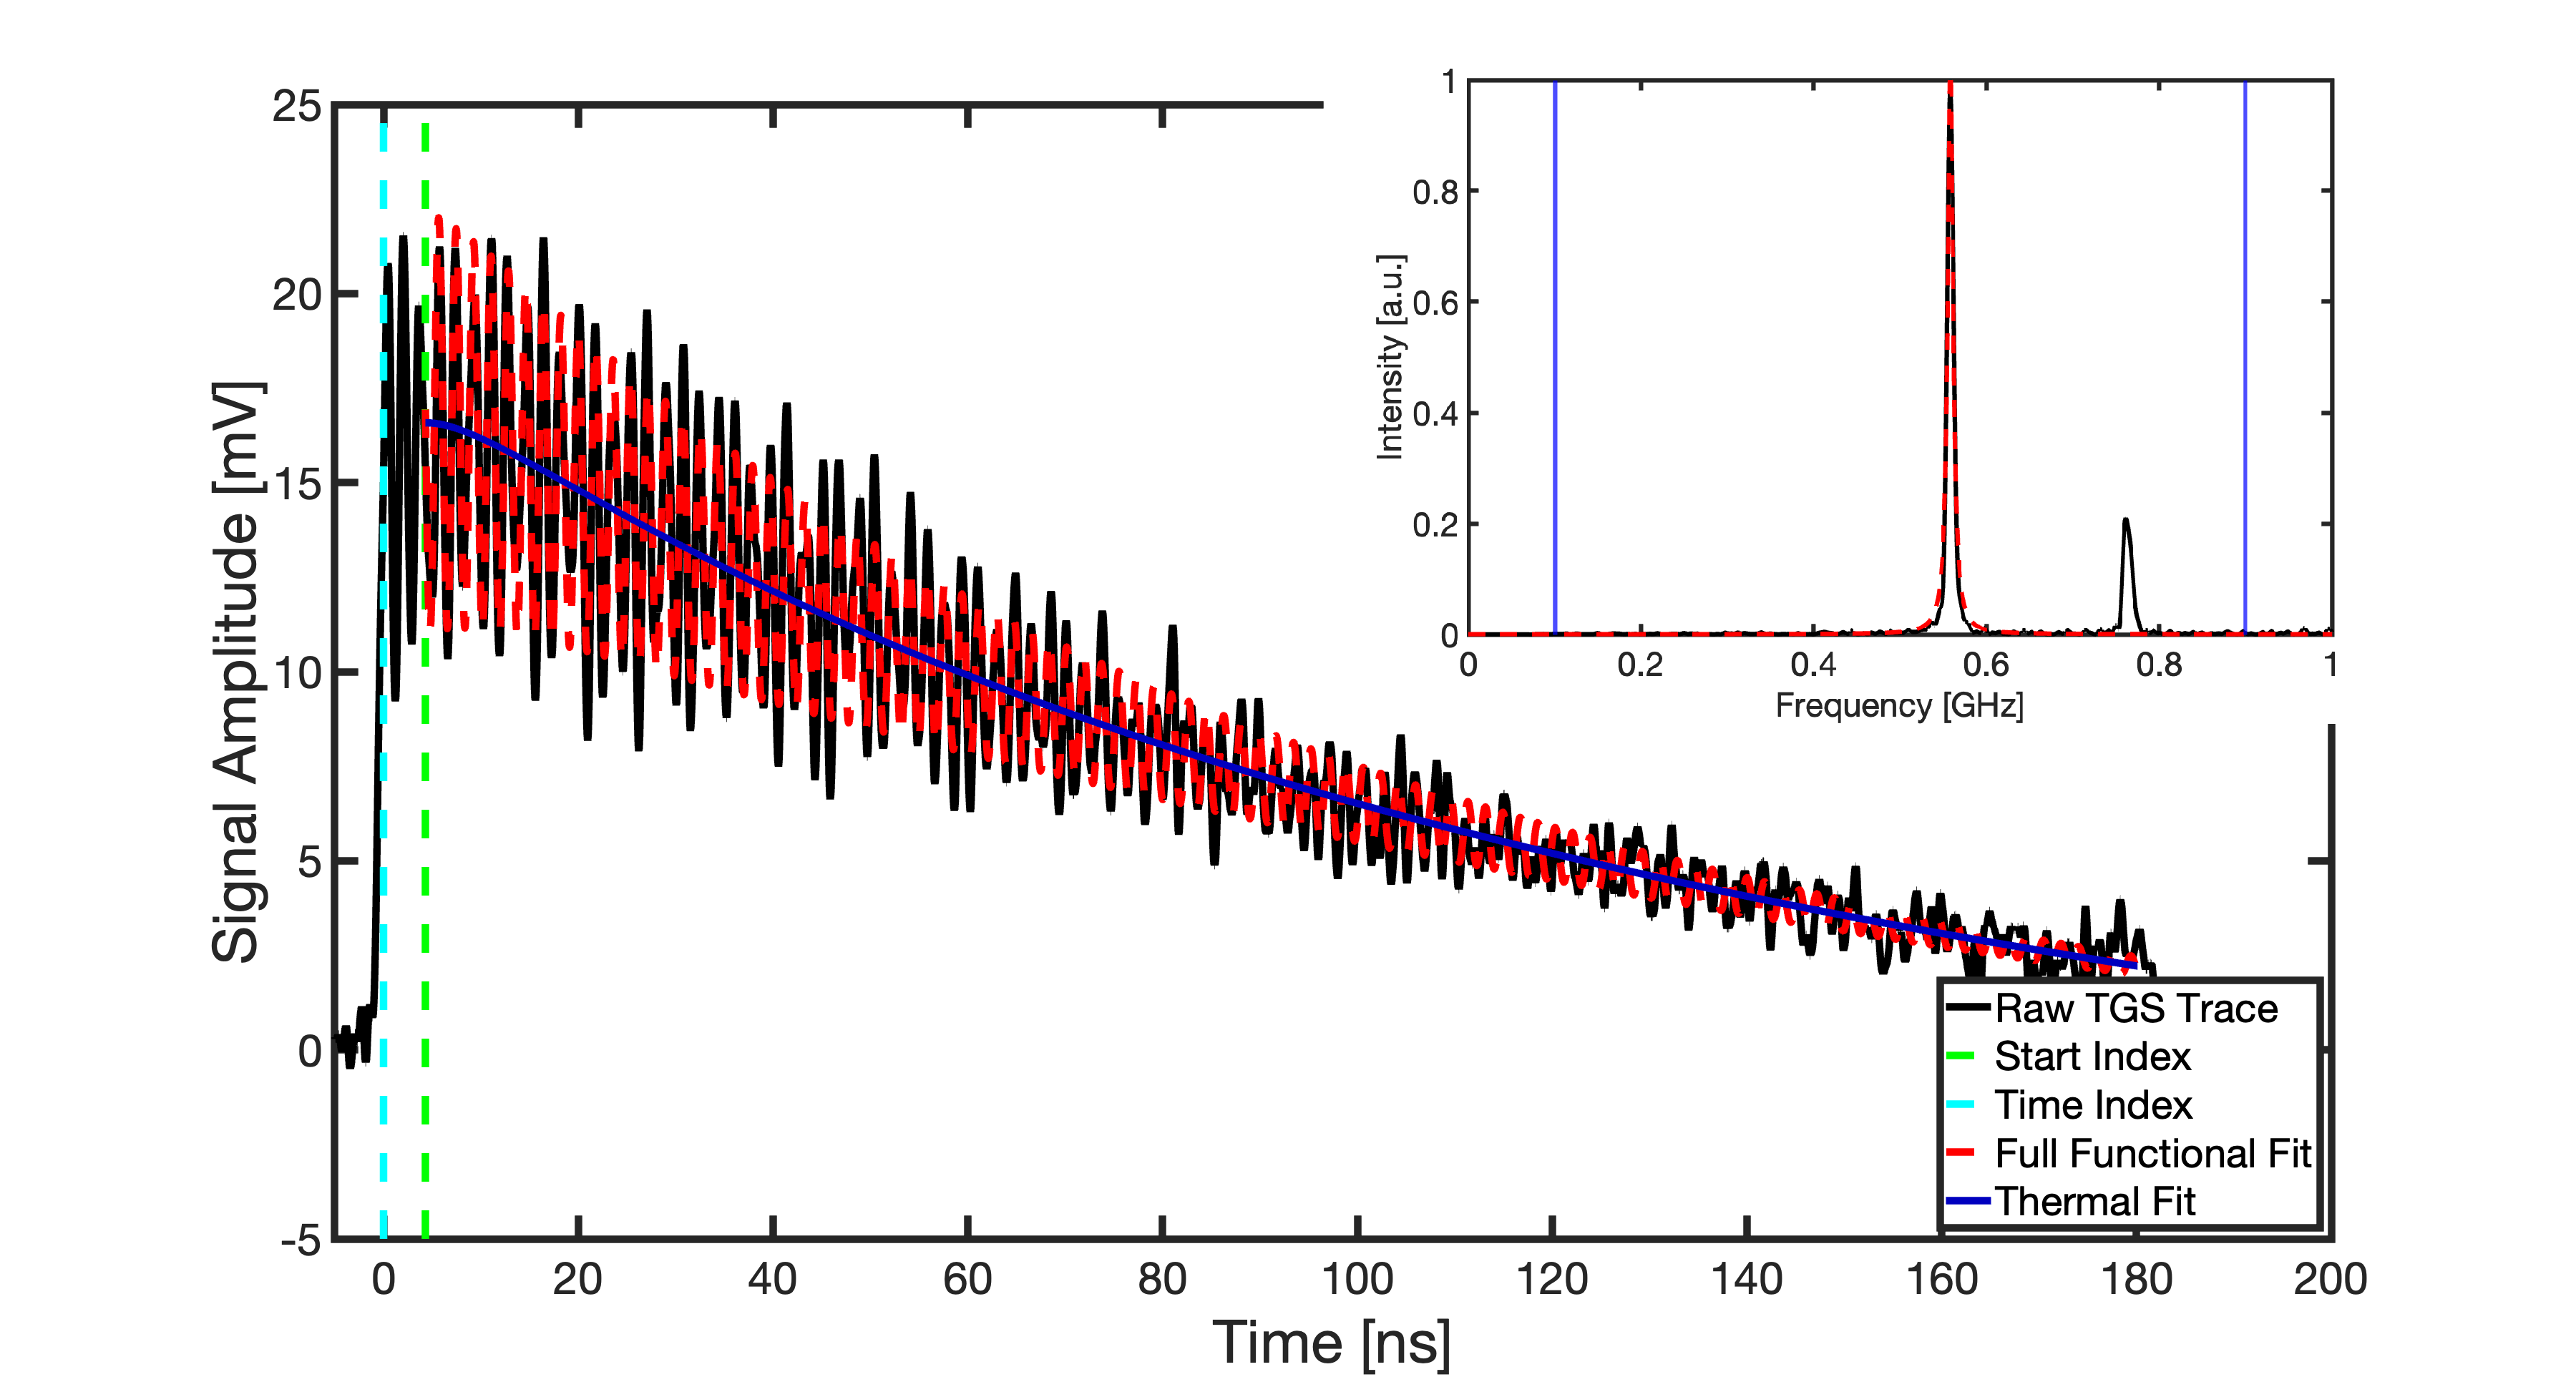 25
20
15
10
5
0
-5
Signal Amplitude [mV]
0 20 40 60 80 100 120 140 160 180 200
Time [ns]
1
0.8
0.6
0.4
0.2
0
Intensity [a.u.]
0 0.2 0.4 0.6 0.8 1
Frequency [GHz]
Raw TGS Trace
Start Index
Time Index
Full Functional Fit
Thermal Fit